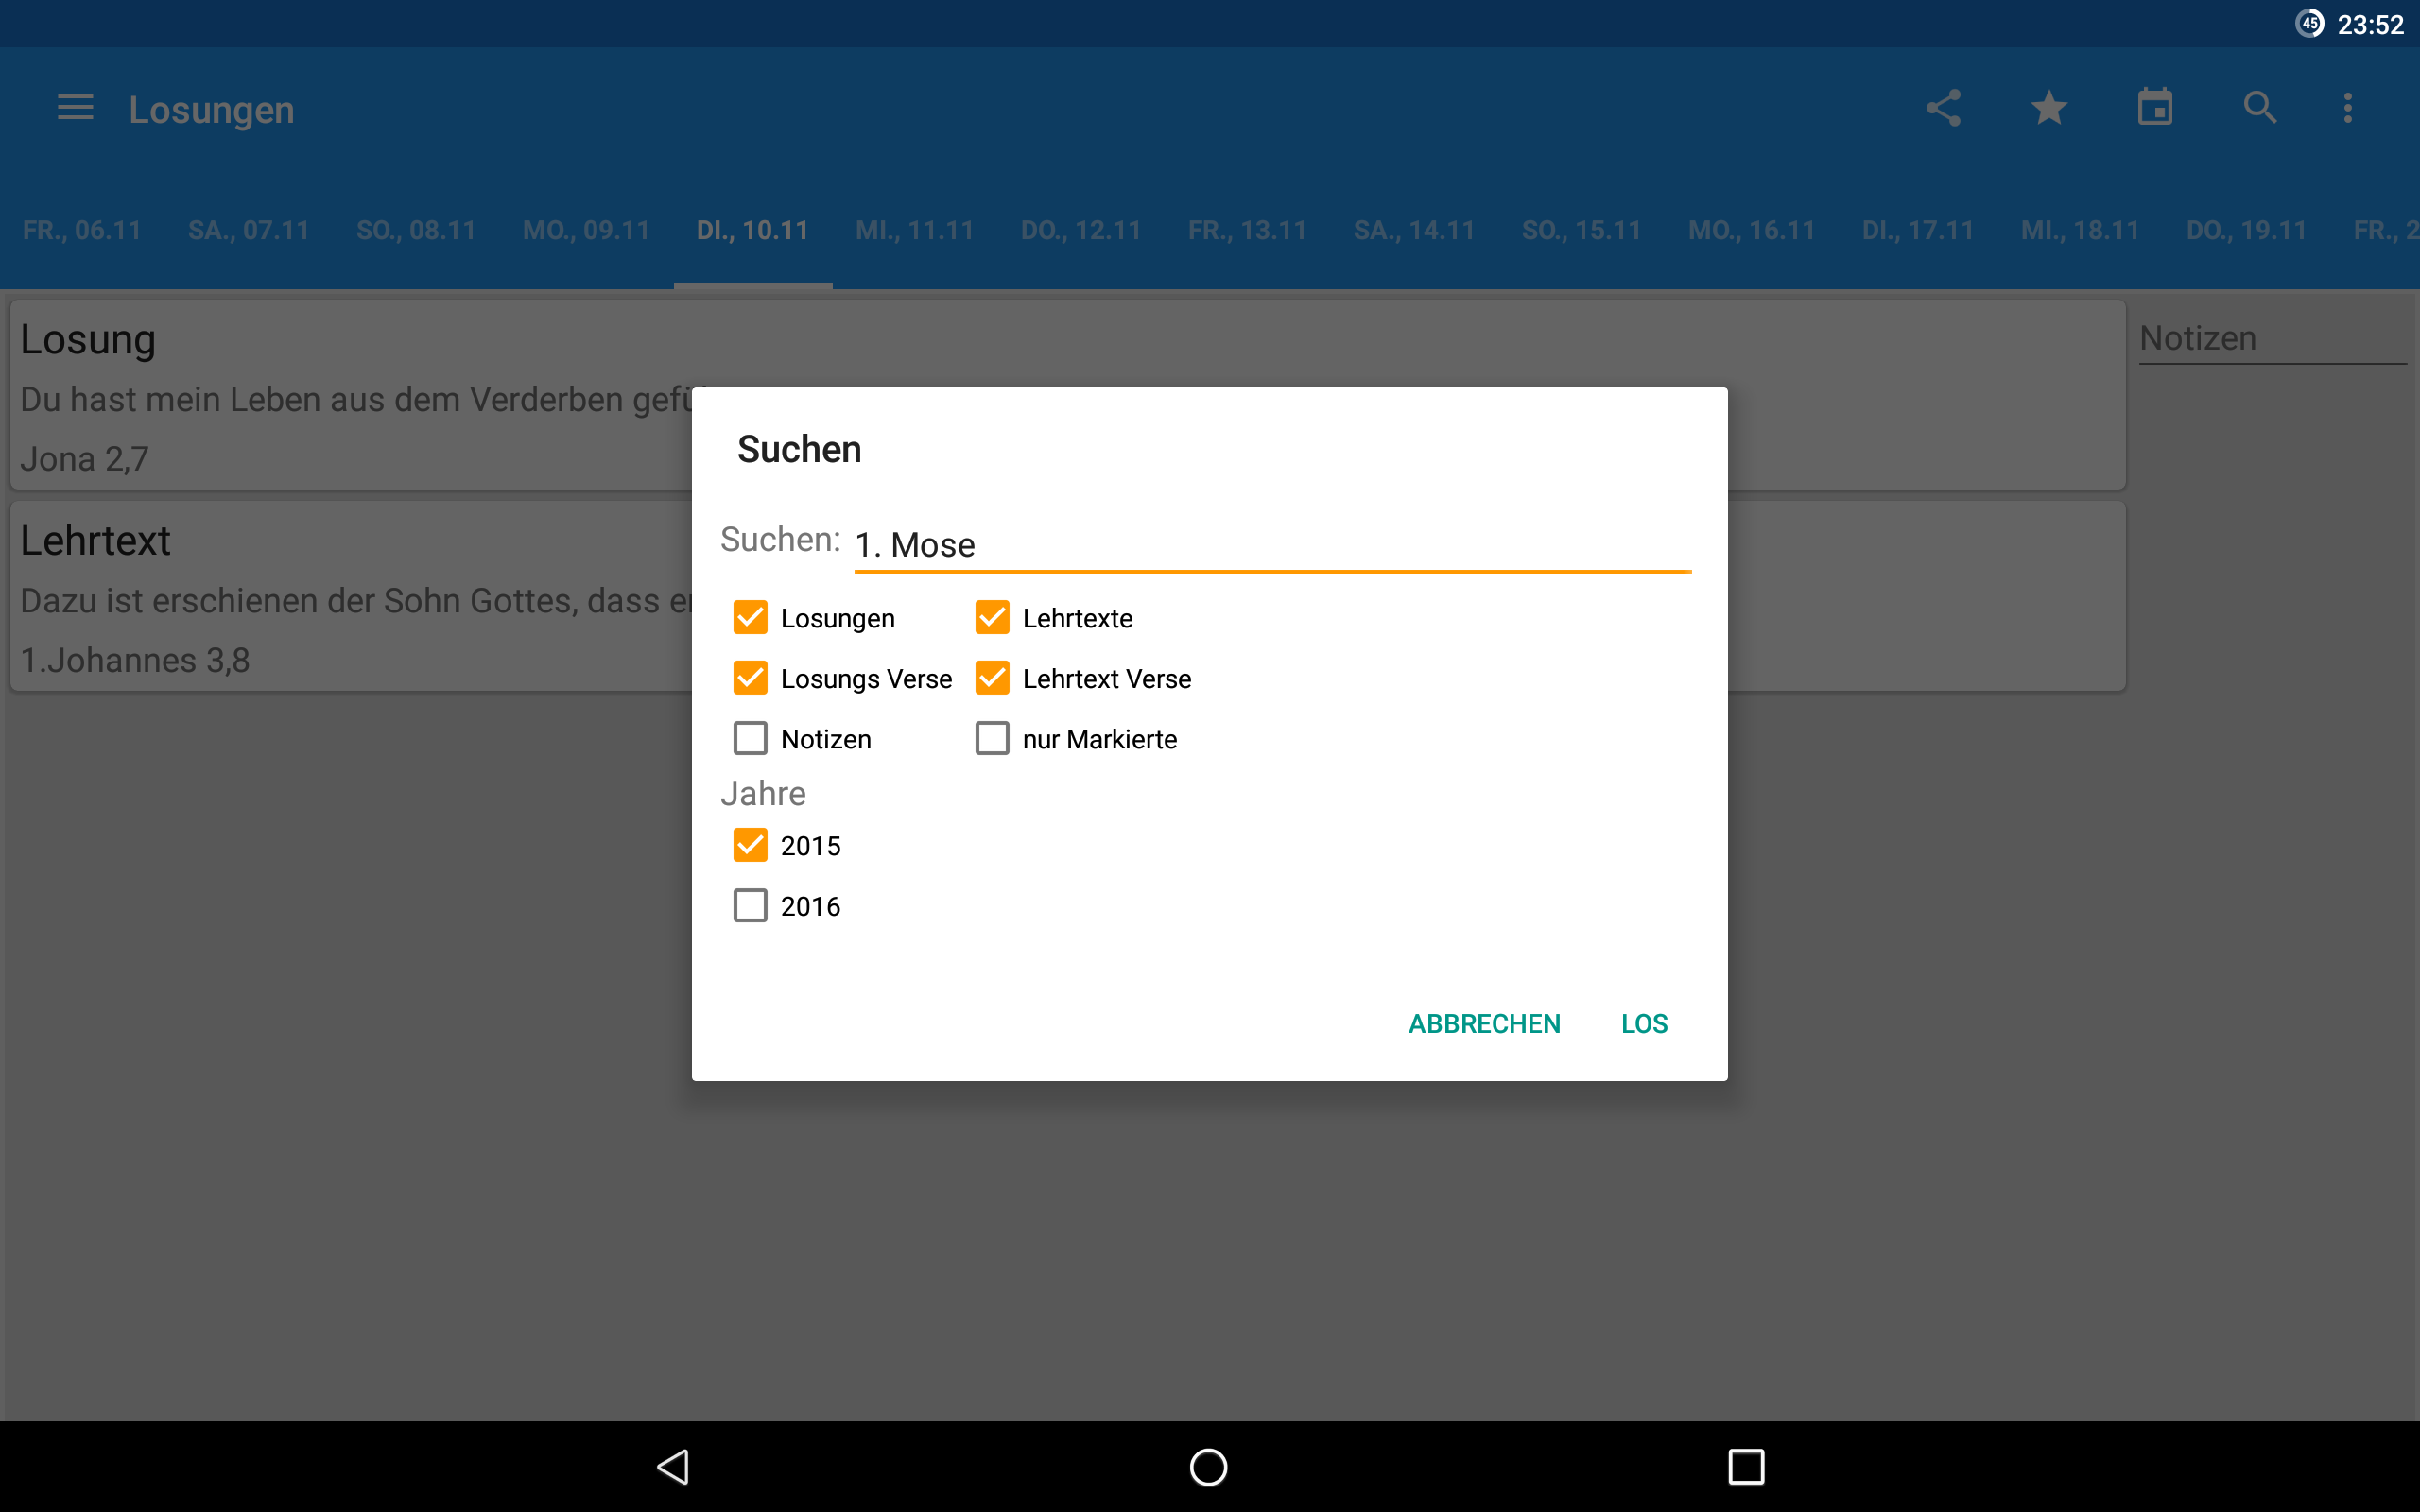 45 23:52
Losungen
FR., 06.11 SA., 07.11 SO., 08.11 MO., 09.11 DI., 10.11 MI., 11.11 DO., 12.11 FR., 13.11 SA., 14.11 SO., 15.11 MO., 16.11 DI., 17.11 MI., 18.11 DO., 19.11 FR., 2
Losung
Du hast mein Leben aus dem Verderben
Jona 2,7
Lehrtext
Dazu ist erschienen der Sohn Gottes, dass
1.Johannes 3,8
Notizen
Suchen
Suchen: 1. Mose
Losungen Lehrtexte
Losungs Verse Lehrtext Verse
Notizen nur Markierte
Jahre
2015
2016
ABBRECHEN LOS